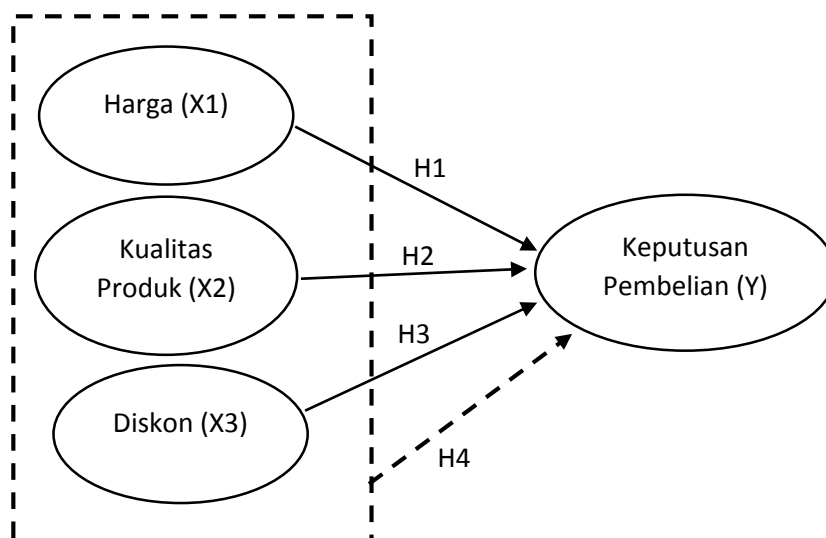 Harga (X1)
H1
Kualitas
Produk (X2)
H2
Keputusan
Pembelian (Y)
H3
Diskon (X3)
H4